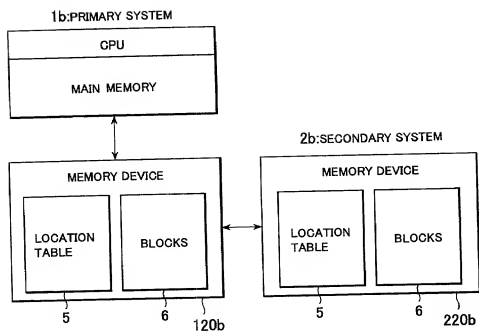 1b:PRIMARY SYSTEM
CPU
MAIN MEMORY
2b:SECONDARY SYSTEM
MEMORY DEVICE
LOCATION
TABLE
BLOCKS
5
6
120b
MEMORY DEVICE
LOCATION
TABLE
BLOCKS
5
6
220b